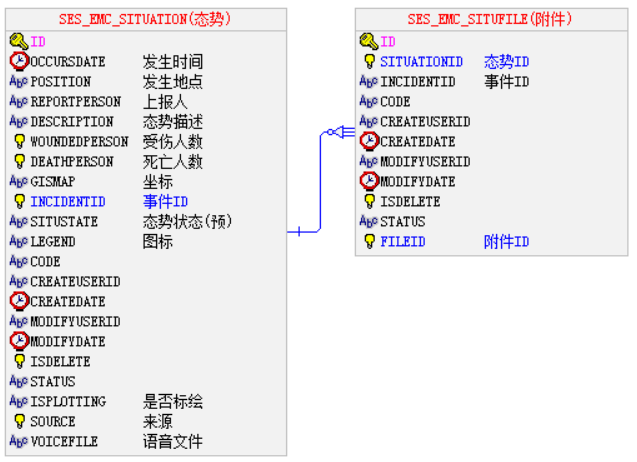 SES_EMC_SITUATION(态势)
ID
OCCURSDATE 发生时间
POSITION 发生地点
REPORTPERSON 上报人
DESCRIPTION 态势描述
WOUNDEDPERSON 受伤人数
DEATHPERSON 死亡人数
GISMAP 坐标
INCIDENTID 事件ID
SITUSTATE 态势状态(预)
LEGEND 图标
CODE
CREATEUSERID
CREATEDATE
MODIFYUSERID
MODIFYDATE
ISDELETE
STATUS
ISPLOTTING 是否标绘
SOURCE 来源
VOICEFILE 语音文件
SES_EMC_SITUFILE(附件)
ID
SITUATIONID 态势ID
INCIDENTID 事件ID
CODE
CREATEUSERID
CREATEDATE
MODIFYUSERID
MODIFYDATE
ISDELETE
STATUS
FILEID 附件ID